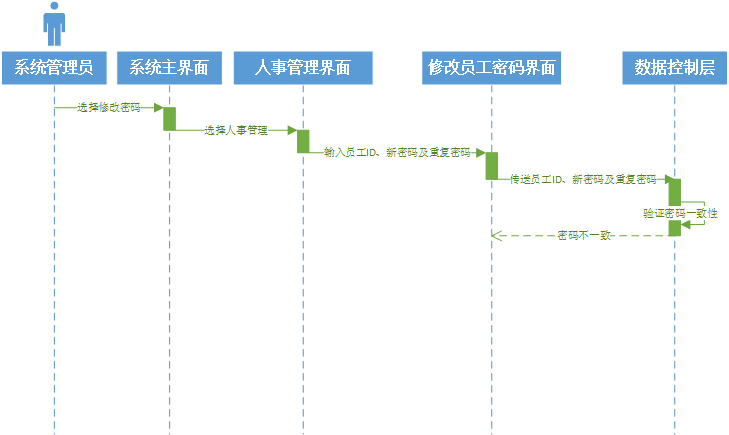 系统管理员
系统主界面
人事管理界面
修改员工密码界面
数据控制层
选择修改密码
选择人事管理
输入员工ID、新密码及重复密码
传送员工ID、新密码及重复密码
验证密码一致性
密码不一致